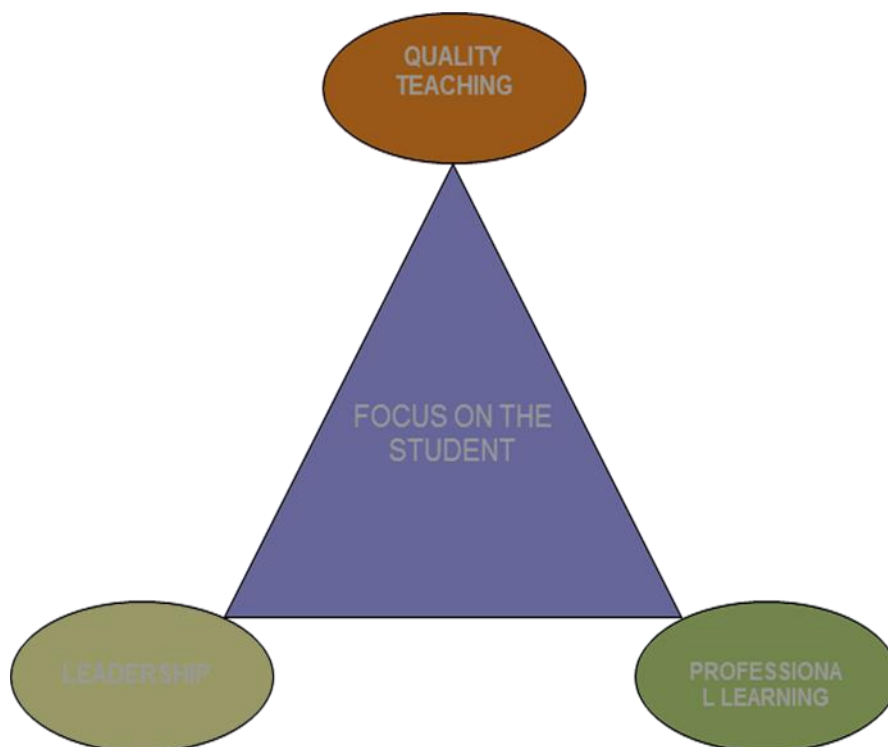 QUALITY
TEACHING
FOCUS ON THE
STUDENT
LEADERSHIP
PROFESSIONA
L LEARNING